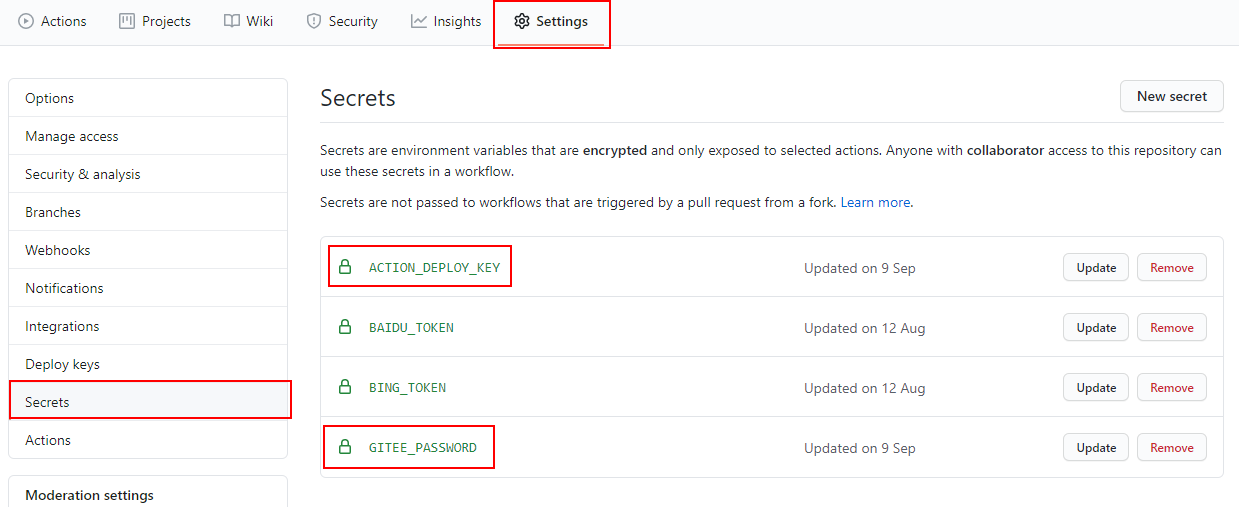 Actions Projects Wiki Security Insights Settings
Options
Manage access
Security & analysis
Branches
Webhooks
Notifications
Integrations
Deploy keys
Secrets
Actions
Moderation settings
Secrets New secret
Secrets are environment variables that are encrypted and only exposed to selected actions. Anyone with collaborator access to this repository can
use these secrets in a workflow.
Secrets are not passed to workflows that are triggered by a pull request from a fork. Learn more.
ACTION_DEPLOY_KEY Updated on 9 Sep Update Remove
BAIDU_TOKEN Updated on 12 Aug Update Remove
BING_TOKEN Updated on 12 Aug Update Remove
GITEE_PASSWORD Updated on 9 Sep Update Remove